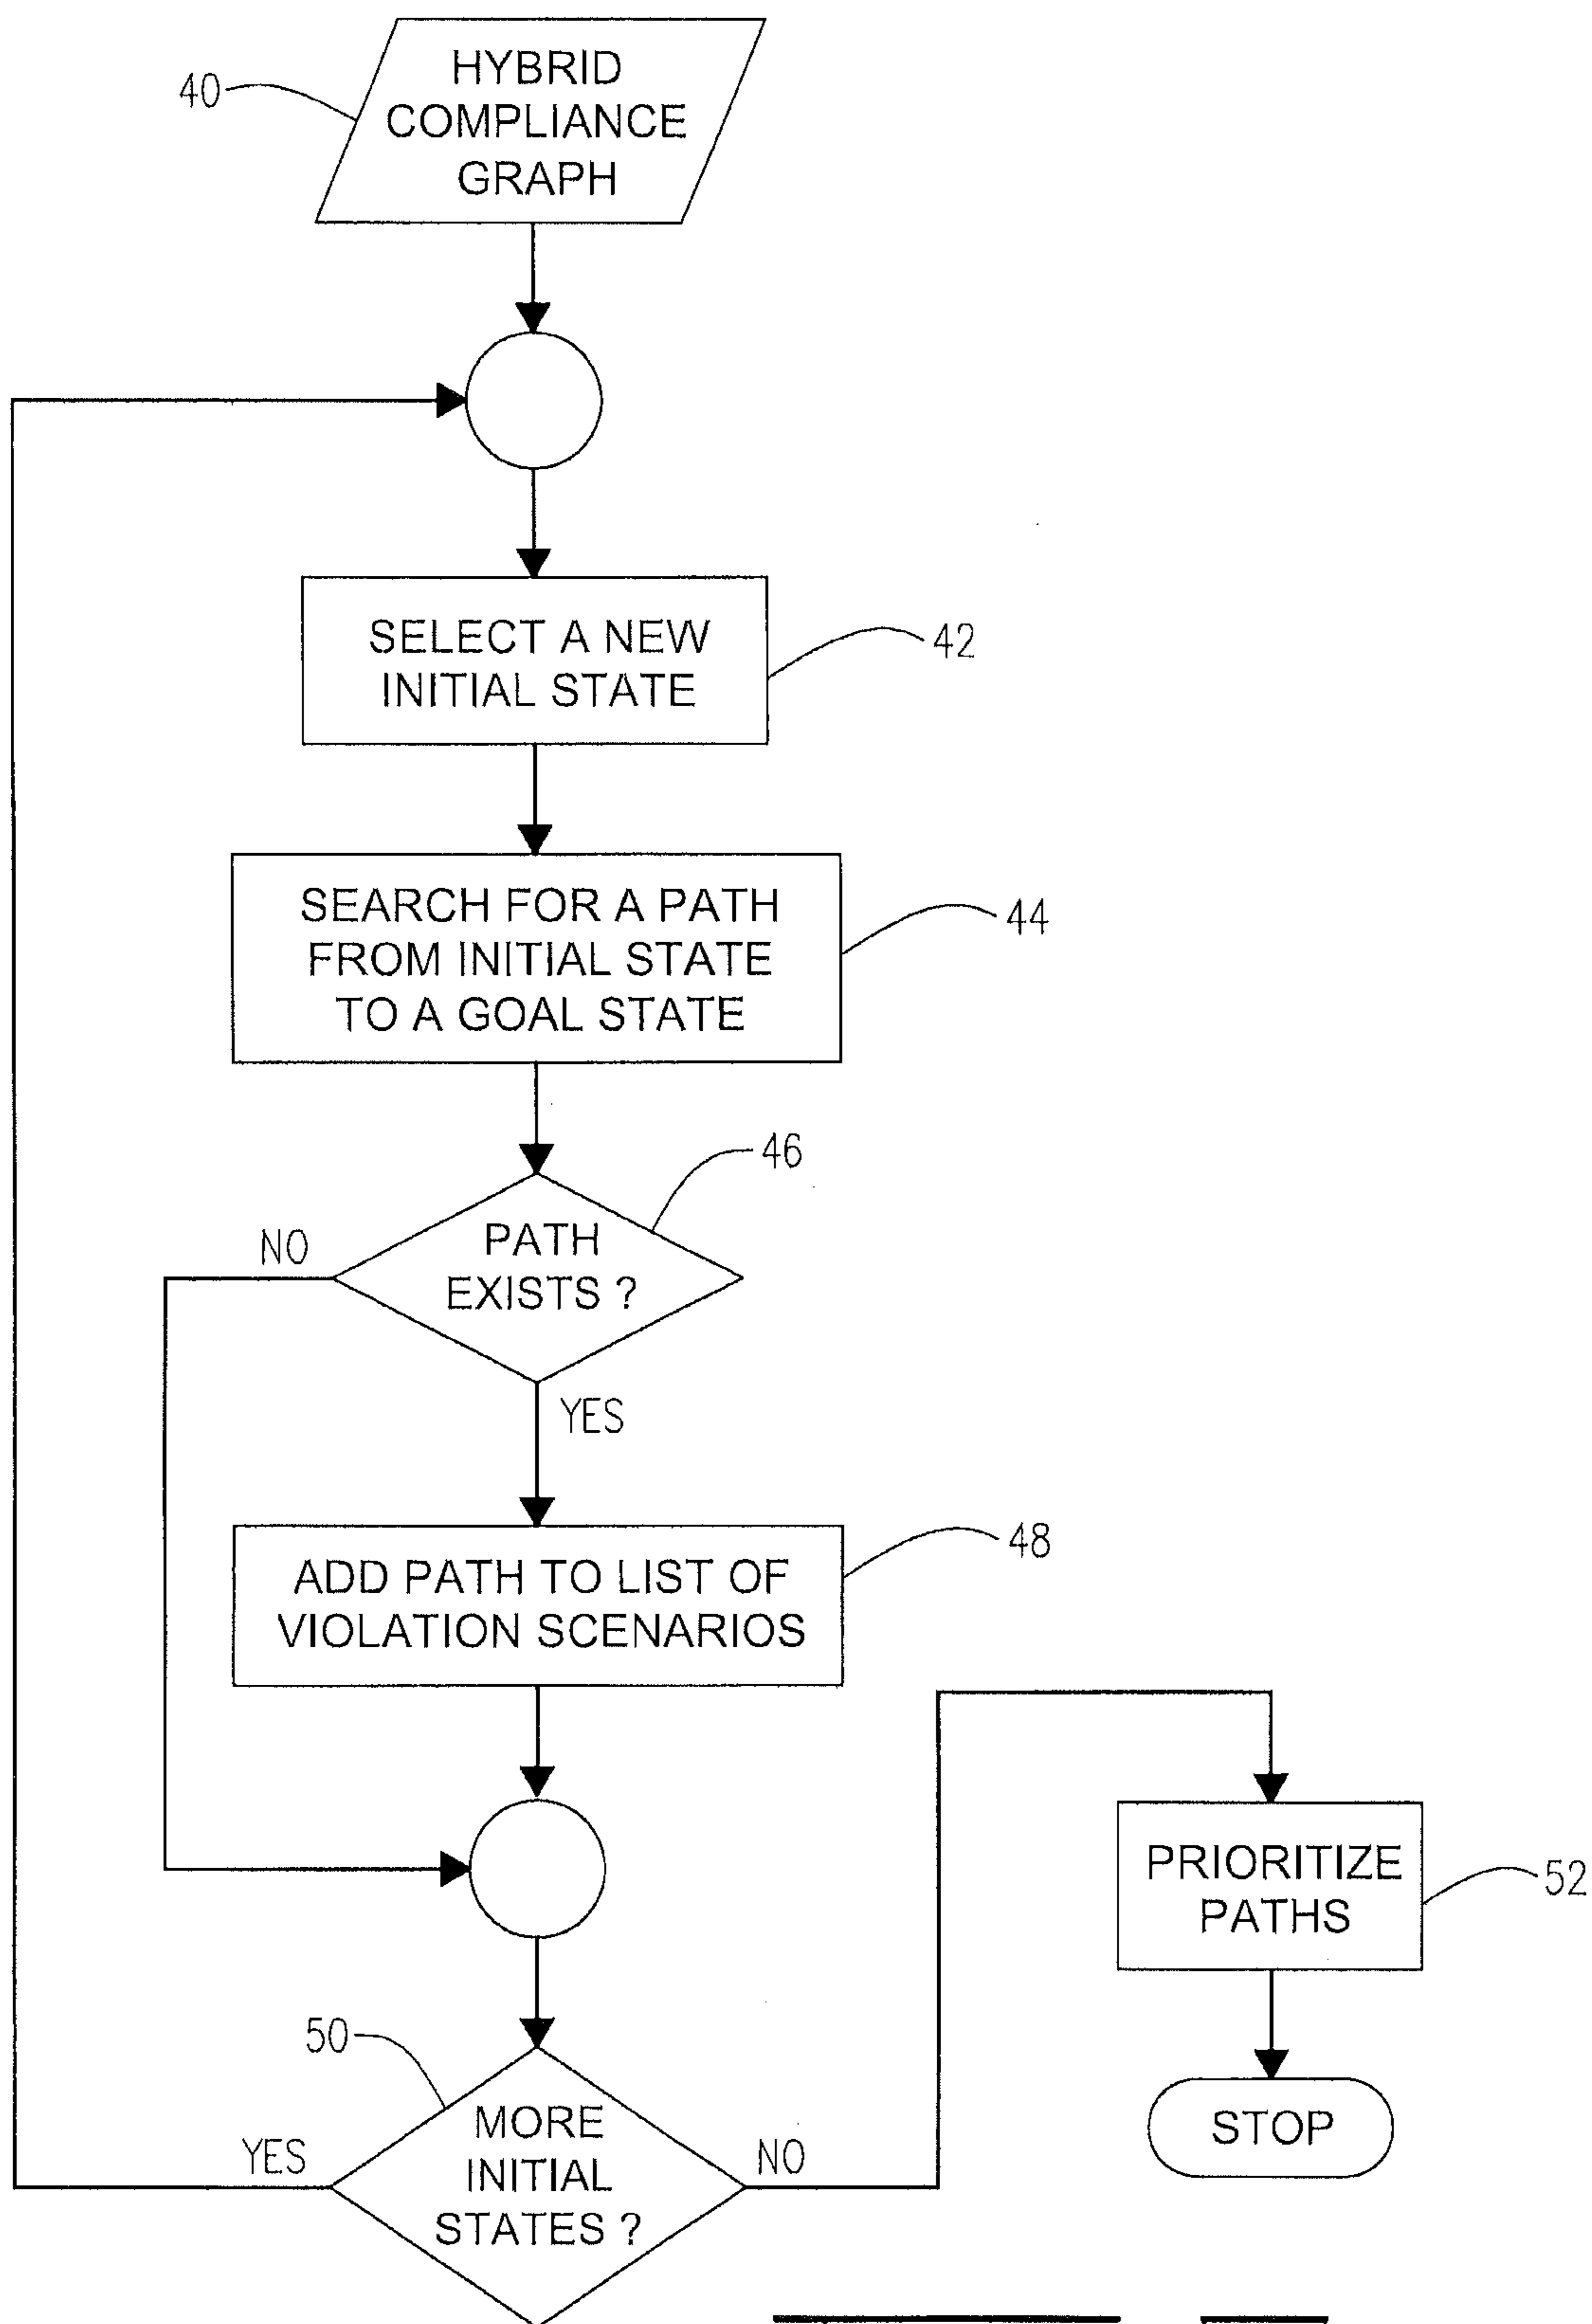 HYBRID
COMPLIANCE
GRAPH
40
SELECT A NEW
INITIAL STATE
42
SEARCH FOR A PATH
FROM INITIAL STATE
TO A GOAL STATE
44
46
NO
PATH
EXISTS ?
YES
ADD PATH TO LIST OF
VIOLATION SCENARIOS
48
PRIORITIZE
PATHS
52
50
YES
MORE
INITIAL
STATES ?
NO
STOP